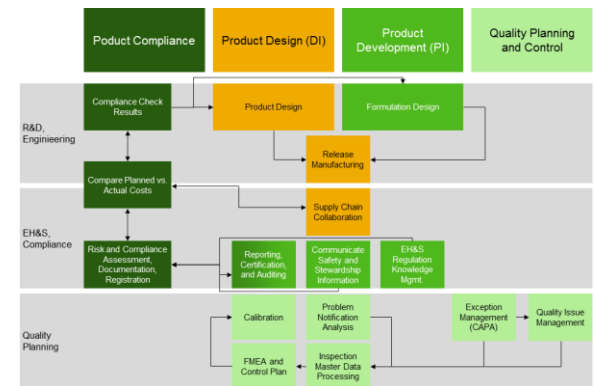 Poduct Compliance
Product Design (DI)
Product
Development (PI)
Quality Planning
and Control
R&D,
Engineering
Compliance Check
Results
Product Design
Formulation Design
Release
Manufacturing
Compare Planned vs.
Actual Costs
Supply Chain
Collaboration
EH&S,
Compliance
Risk and Compliance
Assessment,
Documentation,
Registration
Reporting,
Certification,
and Auditing
Communicate
Safety and
Stewardship
Information
EH&S
Regulation
Knowledge
Mgmt.
Quality
Planning
Calibration
Problem
Notification
Analysis
Exception
Management
(CAPA)
Quality Issue
Management
FMEA and
Control Plan
Inspection
Master Data
Processing